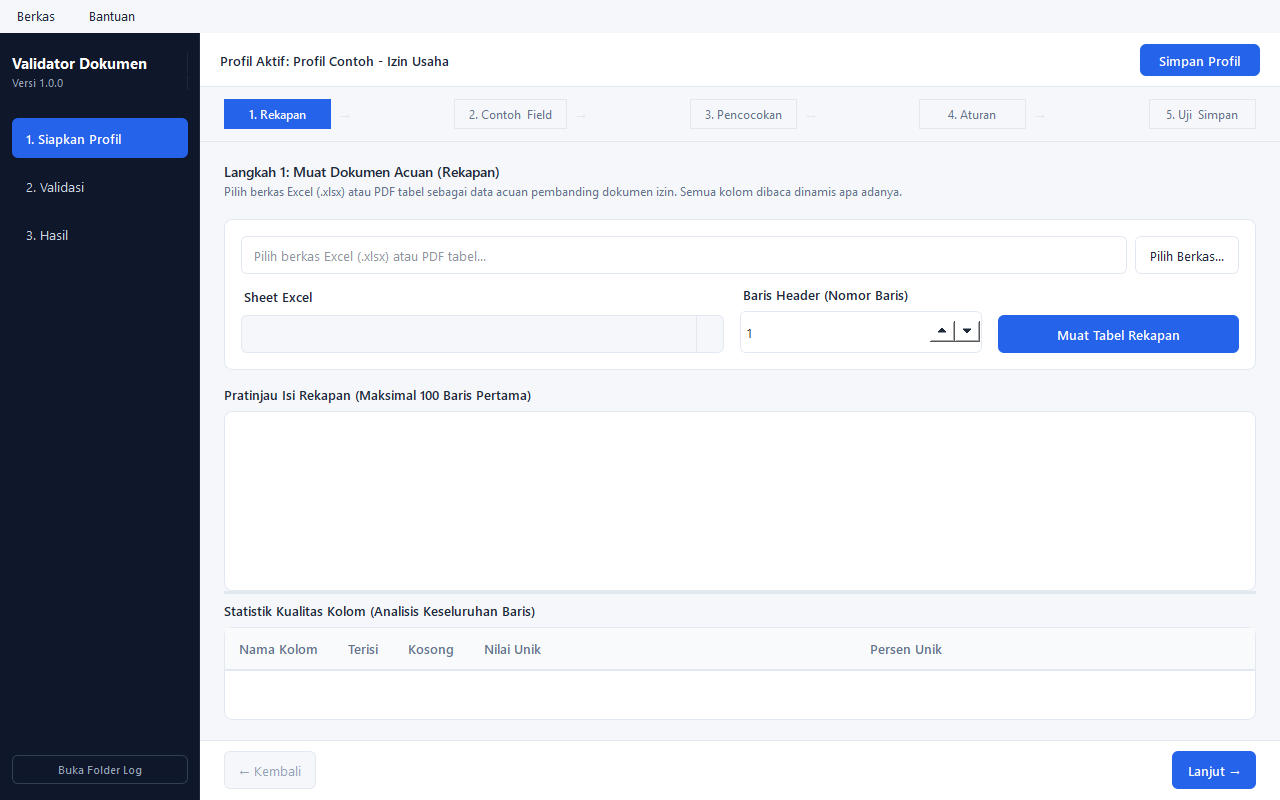 Berkas Bantuan
Validator Dokumen
Versi 1.0.0
1. Siapkan Profil
2. Validasi
3. Hasil
Buka Folder Log
Profil Aktif: Profil Contoh - Izin Usaha
Simpan Profil
1. Rekapan → 2. Contoh Field → 3. Pencocokan → 4. Aturan → 5. Uji Simpan
Langkah 1: Muat Dokumen Acuan (Rekapan)
Pilih berkas Excel (.xlsx) atau PDF tabel sebagai data acuan pembanding dokumen izin. Semua kolom dibaca dinamis apa adanya.
Pilih berkas Excel (.xlsx) atau PDF tabel... Pilih Berkas...
Sheet Excel Baris Header (Nomor Baris)
1 Muat Tabel Rekapan
Pratinjau Isi Rekapan (Maksimal 100 Baris Pertama)
Statistik Kualitas Kolom (Analisis Keseluruhan Baris)
Nama Kolom Terisi Kosong Nilai Unik Persen Unik
← Kembali Lanjut →